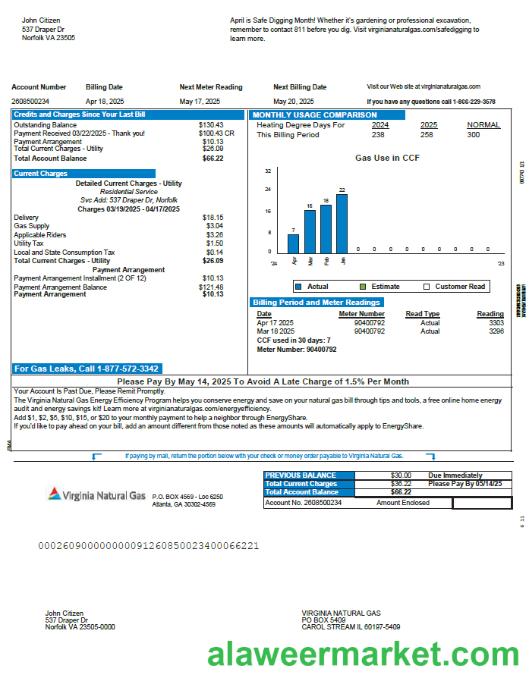 John Citizen
537 Draper Dr
Norfolk VA 23505
April is Safe Digging Month! Whether it's gardening or professional excavation,
remember to contact 811 before you dig. Visit virginianaturalgas.com/safedigging to
learn more.
Account Number Billing Date Next Meter Reading Next Billing Date Visit our Web site at virginianaturalgas.com
2608500234 Apr 18, 2025 May 17, 2025 May 20, 2025 If you have any questions call 1-866-229-3578
Credits and Charges Since Your Last Bill
Outstanding Balance $130.43
Payment Received 03/22/2025 - Thank you! $100.43 CR
Payment Arrangement $10.13
Total Current Charges - Utility $26.09
Total Account Balance $66.22
Current Charges
Detailed Current Charges - Utility
Residential Service
Svc Add: 537 Draper Dr, Norfolk
Charges 03/19/2025 - 04/17/2025
Delivery $18.15
Gas Supply $3.04
Applicable Riders $3.26
Utility Tax $1.50
Local and State Consumption Tax $0.14
Total Current Charges - Utility $26.09
Payment Arrangement
Payment Arrangement Installment (2 OF 12) $10.13
Payment Arrangement Balance $121.48
Payment Arrangement $10.13
For Gas Leaks, Call 1-877-572-3342
MONTHLY USAGE COMPARISON
Heating Degree Days For 2024 2025 NORMAL
This Billing Period 238 258 300
Gas Use in CCF
32
24
16
8
0
7 16 18 22 0 0 0 0 0 0 0 0 0
'24 Apr Mar Feb Jan '23
Actual Estimate Customer Read
Billing Period and Meter Readings
Date Meter Number Read Type Reading
Apr 17 2025 90400792 Actual 3303
Mar 18 2025 90400792 Actual 3296
CCF used in 30 days: 7
Meter Number: 90400792
Please Pay By May 14, 2025 To Avoid A Late Charge of 1.5% Per Month
Your Account Is Past Due, Please Remit Promptly.
The Virginia Natural Gas Energy Efficiency Program helps you conserve energy and save on your natural gas bill through tips and tools, a free online home energy
audit and energy savings kit! Learn more at virginianaturalgas.com/energyefficiency.
Add $1, $2, $5, $10, $15, or $20 to your monthly payment to help a neighbor through EnergyShare.
If you'd like to pay ahead on your bill, add an amount different from those noted as these amounts will automatically apply to EnergyShare.
If paying by mail, return the portion below with your check or money order payable to Virginia Natural Gas.
Virginia Natural Gas
P.O. BOX 4569 - Loc 6250
Atlanta, GA 30302-4569
PREVIOUS BALANCE $30.00 Due Immediately
Total Current Charges $36.22 Please Pay By 05/14/25
Total Account Balance $66.22
Account No. 2608500234 Amount Enclosed
John Citizen
537 Draper Dr
Norfolk VA 23505-0000
VIRGINIA NATURAL GAS
PO BOX 5409
CAROL STREAM IL 60197-5409
alaweermarket.com